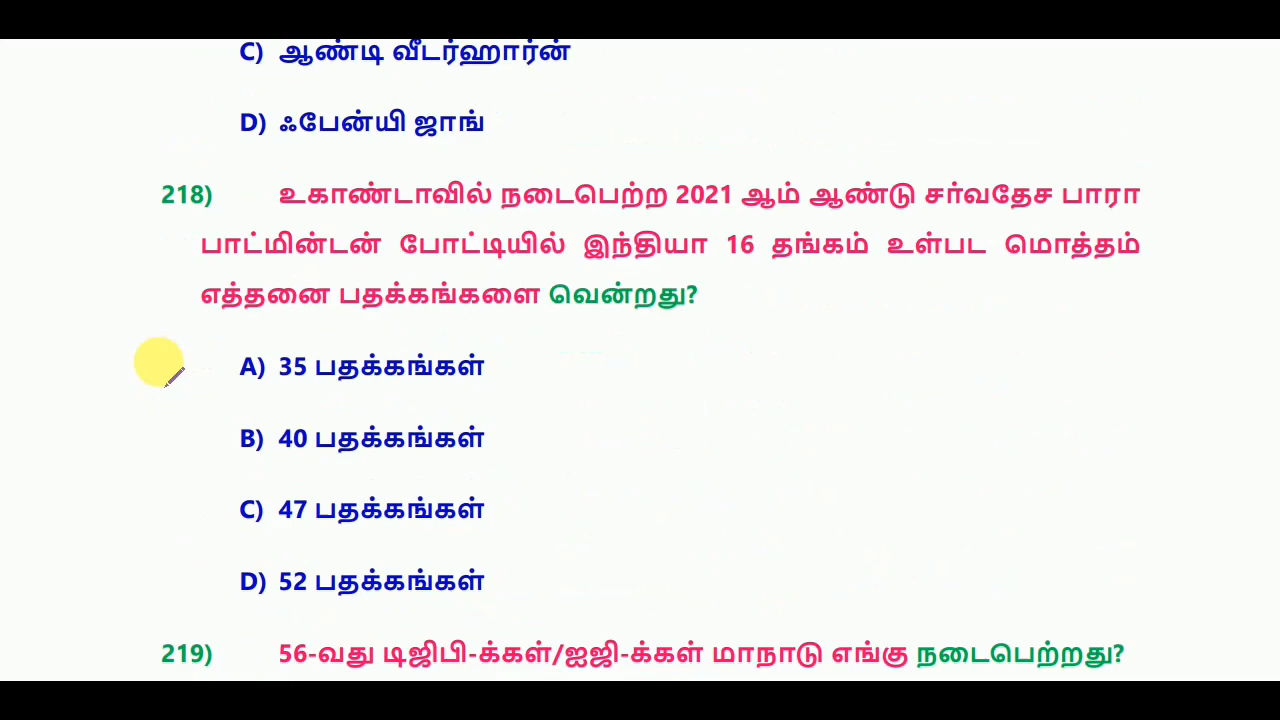 C) ஆண்டி வீடர்ஹார்ன்
D) ஃபேன்யி ஜாங்
218) உகாண்டாவில் நடைபெற்ற 2021 ஆம் ஆண்டு சர்வதேச பாரா
பாட்மின்டன் போட்டியில் இந்தியா 16 தங்கம் உள்பட மொத்தம்
எத்தனை பதக்கங்களை வென்றது?
A) 35 பதக்கங்கள்
B) 40 பதக்கங்கள்
C) 47 பதக்கங்கள்
D) 52 பதக்கங்கள்
219) 56-வது டிஜிபி-க்கள்/ஐஜி-க்கள் மாநாடு எங்கு நடைபெற்றது?